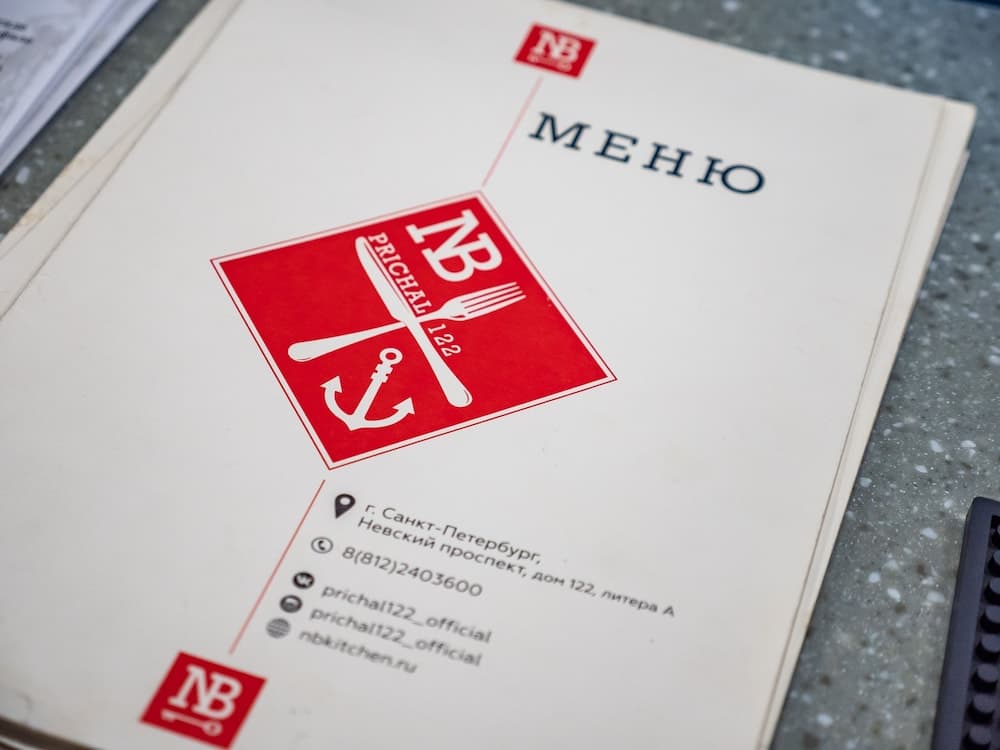 NB
МЕНЮ
NB
PRICHAL 122
г. Санкт-Петербург,
Невский проспект, дом 122, литера А
8(812)2403600
prichal122_official
prichal122_official
nbkitchen.ru
NB